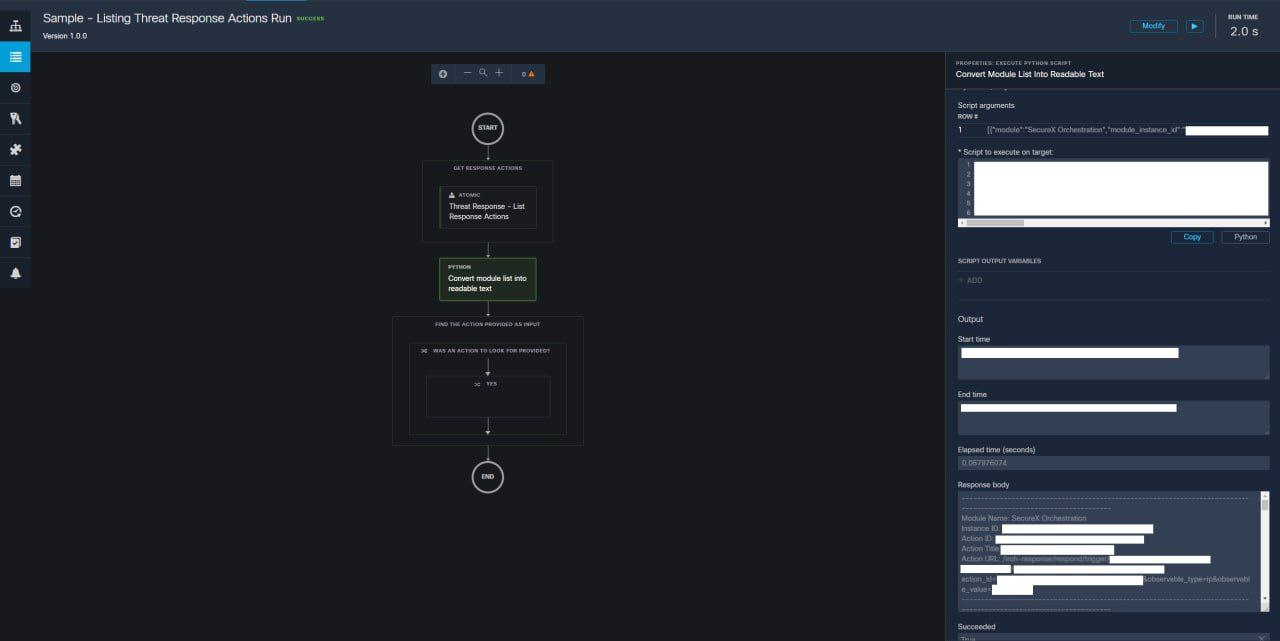 Sample - Listing Threat Response Actions Run SUCCESS
Version 1.0.0
Modify
RUN TIME
2.0 s
0
START
GET RESPONSE ACTIONS
ATOMIC
Threat Response - List
Response Actions
PYTHON
Convert module list into
readable text
FIND THE ACTION PROVIDED AS INPUT
WAS AN ACTION TO LOOK FOR PROVIDED?
YES
END
PROPERTIES: EXECUTE PYTHON SCRIPT
Convert Module List Into Readable Text
Script arguments
ROW #
1 [{"module":"SecureX Orchestration","module_instance_id":"
* Script to execute on target:
1
2
3
4
5
6
Copy
Python
SCRIPT OUTPUT VARIABLES
+ ADD
Output
Start time
End time
Elapsed time (seconds)
0.067976074
Response body
Module Name: SecureX Orchestration
Instance ID:
Action ID:
Action Title
Action URL: /iroh-response/respond/trigger
action_id=&observable_type=ip&observabl
e_value=
Succeeded
True